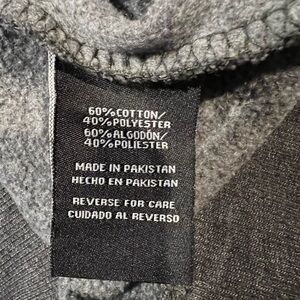 60%COTTON/
40%POLYESTER
60%ALGODÓN/
40%POLIESTER
MADE IN PAKISTAN
HECHO EN PAKISTAN
REVERSE FOR CARE
CUIDADO AL REVERSO